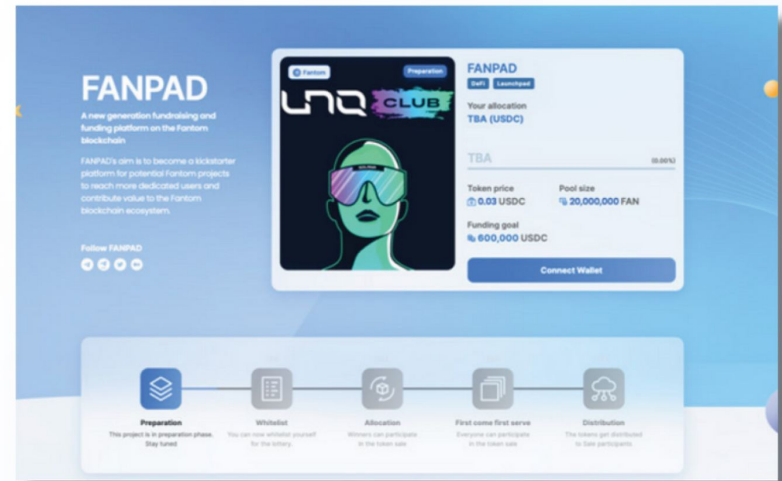 FANPAD
A new generation fundraising and
funding platform on the Fantom
blockchain
FANPAD's aim is to become a kickstarter
platform for potential Fantom projects
to reach more dedicated users and
contribute value to the Fantom
blockchain ecosystem.
Follow FANPAD
Fantom
Preparation
UNQ CLUB
FANPAD
DeFi Launchpad
Your allocation
TBA (USDC)
TBA (0.00%)
Token price Pool size
0.03 USDC 20,000,000 FAN
Funding goal
600,000 USDC
Connect Wallet
Preparation
This project is in preparation phase.
Stay tuned
Whitelist
You can now whitelist yourself
for the lottery.
Allocation
Winners can participate
in the token sale
First come first serve
Everyone can participate
in the token sale
Distribution
The tokens get distributed
to Sale participants.